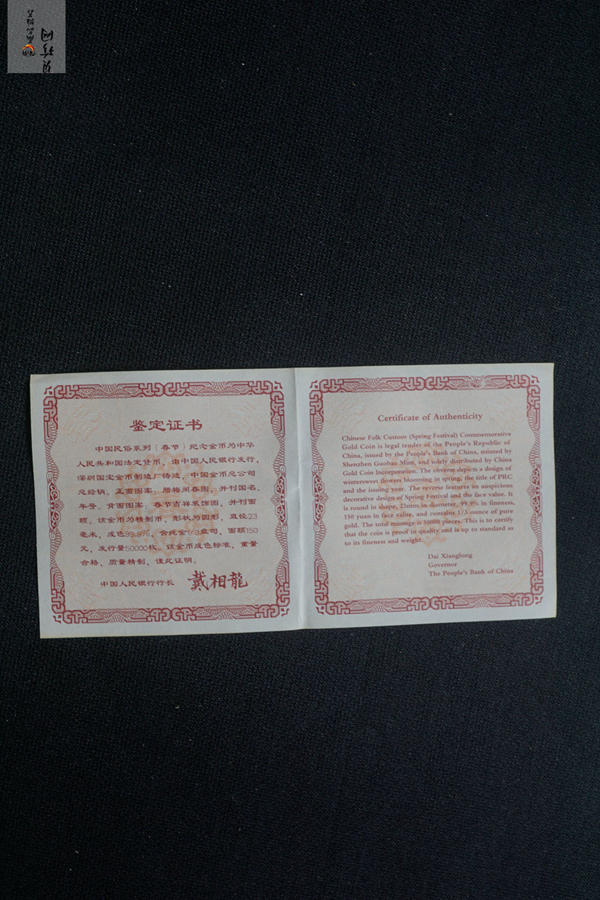 鉴定证书
中国民俗系列（春节）纪念金币为中华
人民共和国法定货币，由中国人民银行发行，
深圳国宝金币制造厂铸造，中国金币总公司
总经销。正面图案：腊梅闹春图，并刊国名、
年号。背面图案：春节吉祥装饰图，并刊面
额。该金币为精制币，形状为圆形，直径23
毫米，成色99.9%，含纯金1/3盎司，面额150
元，发行量50000枚。该金币成色标准，重量
合格，质量精制，谨此证明。
中国人民银行行长 戴相龍
Certificate of Authenticity
Chinese Folk Custom (Spring Festival) Commemorative
Gold Coin is legal tender of the People's Republic of
China, issued by the People's Bank of China, minted by
Shenzhen Guobao Mint, and solely distributed by China
Gold Coin Incorporation. The obverse depicts a design of
wintersweet flowers blooming in spring, the title of PRC
and the issuing year. The reverse features an auspicious
decorative design of Spring Festival and the face value. It
is round in shape, 23mm in diameter, 99.9% in fineness,
150 yuan in face value, and contains 1/3 ounce of pure
gold. The total mintage is 50000 pieces. This is to certify
that the coin is proof in quality and is up to standard as
to its fineness and weight.
Dai Xianglong
Governor
The People's Bank of China